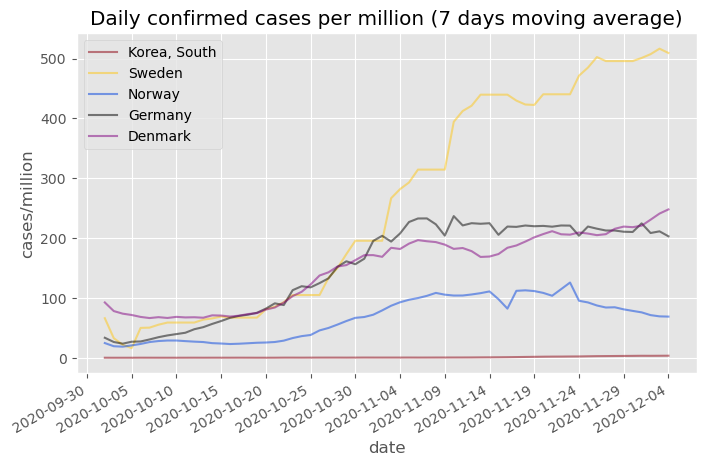 Daily confirmed cases per million (7 days moving average)
Korea, South
Sweden
Norway
Germany
Denmark
cases/million
500
400
300
200
100
0
2020-09-30
2020-10-05
2020-10-10
2020-10-15
2020-10-20
2020-10-25
2020-10-30
2020-11-04
2020-11-09
2020-11-14
2020-11-19
2020-11-24
2020-11-29
2020-12-04
date